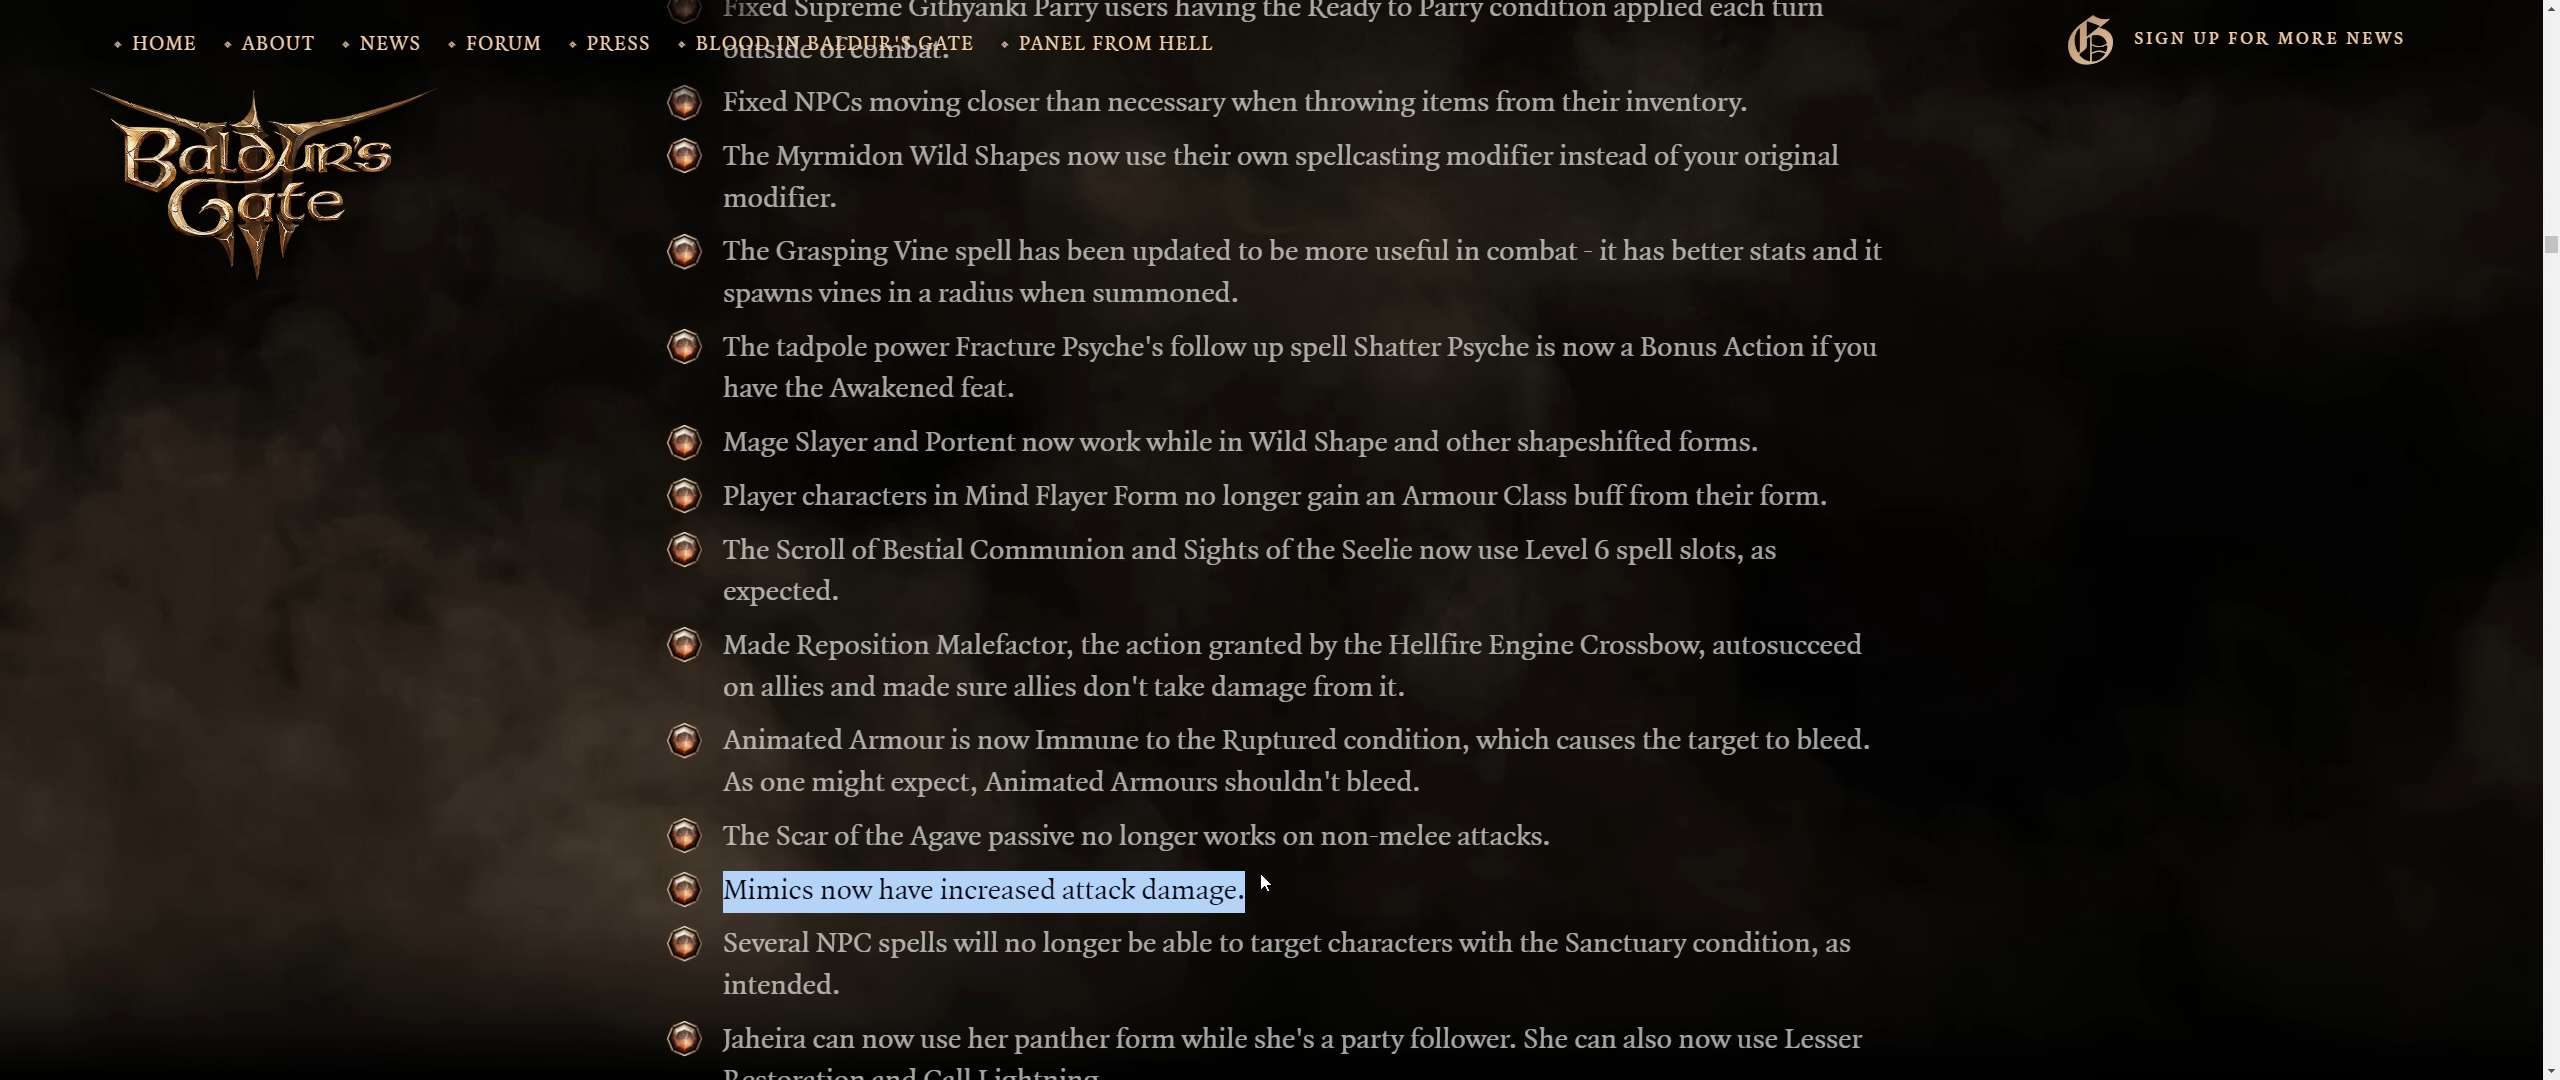 Fixed Supreme Githyanki Parry users having the Ready to Parry condition applied each turn
HOME ABOUT NEWS FORUM PRESS BLOOD IN BALDUR'S GATE PANEL FROM HELL
SIGN UP FOR MORE NEWS
outside of combat.
Baldur's
Gate
Fixed NPCs moving closer than necessary when throwing items from their inventory.
The Myrmidon Wild Shapes now use their own spellcasting modifier instead of your original
modifier.
The Grasping Vine spell has been updated to be more useful in combat - it has better stats and it
spawns vines in a radius when summoned.
The tadpole power Fracture Psyche's follow up spell Shatter Psyche is now a Bonus Action if you
have the Awakened feat.
Mage Slayer and Portent now work while in Wild Shape and other shapeshifted forms.
Player characters in Mind Flayer Form no longer gain an Armour Class buff from their form.
The Scroll of Bestial Communion and Sights of the Seelie now use Level 6 spell slots, as
expected.
Made Reposition Malefactor, the action granted by the Hellfire Engine Crossbow, autosucceed
on allies and made sure allies don't take damage from it.
Animated Armour is now Immune to the Ruptured condition, which causes the target to bleed.
As one might expect, Animated Armours shouldn't bleed.
The Scar of the Agave passive no longer works on non-melee attacks.
Mimics now have increased attack damage.
Several NPC spells will no longer be able to target characters with the Sanctuary condition, as
intended.
Jaheira can now use her panther form while she's a party follower. She can also now use Lesser
Restoration and Call Lightning.